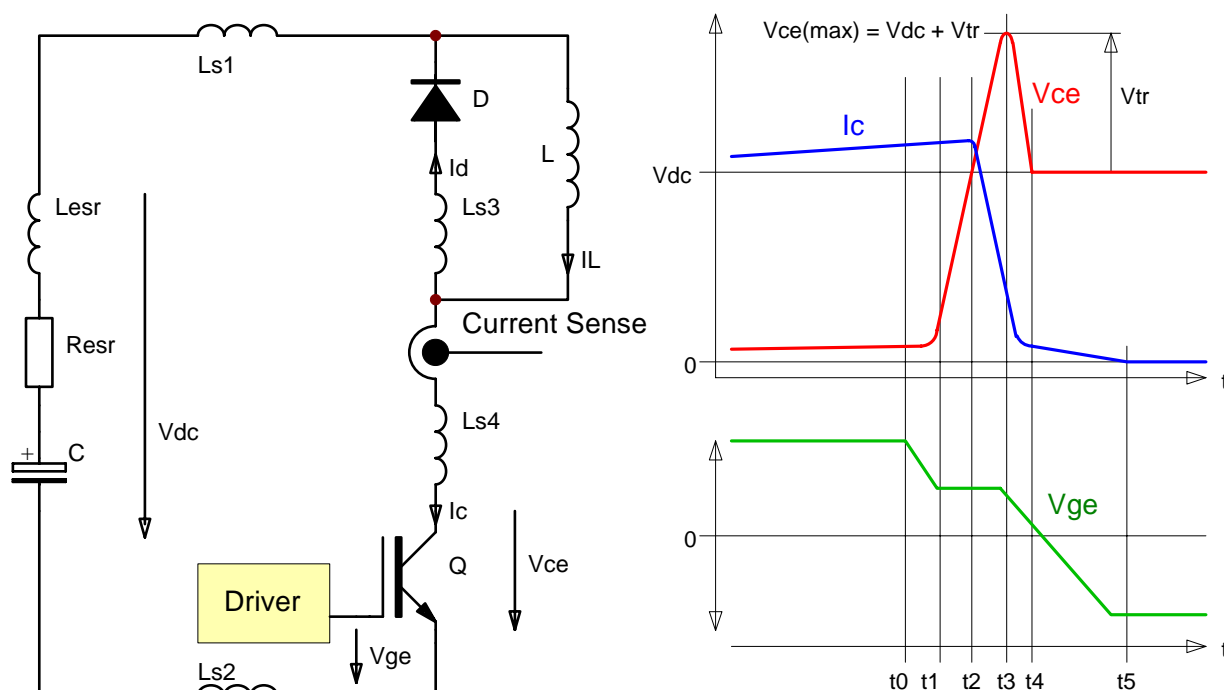 Ls1
D
L
Id
Ls3
Lesr
IL
Current Sense
Resr
Ls4
Vdc
+
C
Ic
Q
Vce
Driver
Vge
Ls2
Vce(max) = Vdc + Vtr
Vce
Vtr
Ic
Vdc
0
t
Vge
0
t
t0 t1 t2 t3 t4 t5